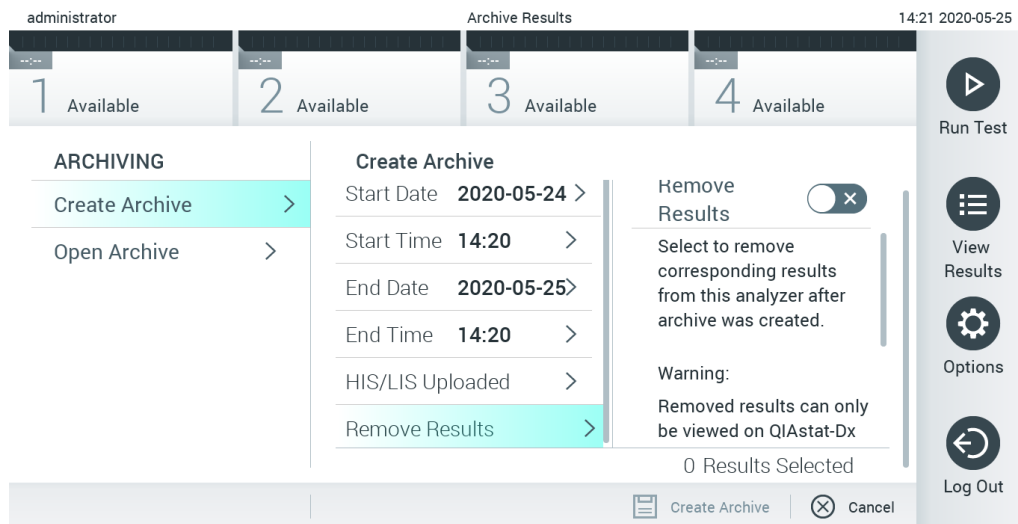 administrator
Archive Results
14:21 2020-05-25
--:--
--:--
--:--
--:--
1 Available
2 Available
3 Available
4 Available
Run Test
ARCHIVING
Create Archive
Open Archive
Create Archive
Start Date 2020-05-24
Start Time 14:20
End Date 2020-05-25
End Time 14:20
HIS/LIS Uploaded
Remove Results
Remove
Results
Select to remove
corresponding results
from this analyzer after
archive was created.
Warning:
Removed results can only
be viewed on QIAstat-Dx
0 Results Selected
View
Results
Options
Log Out
Create Archive
Cancel